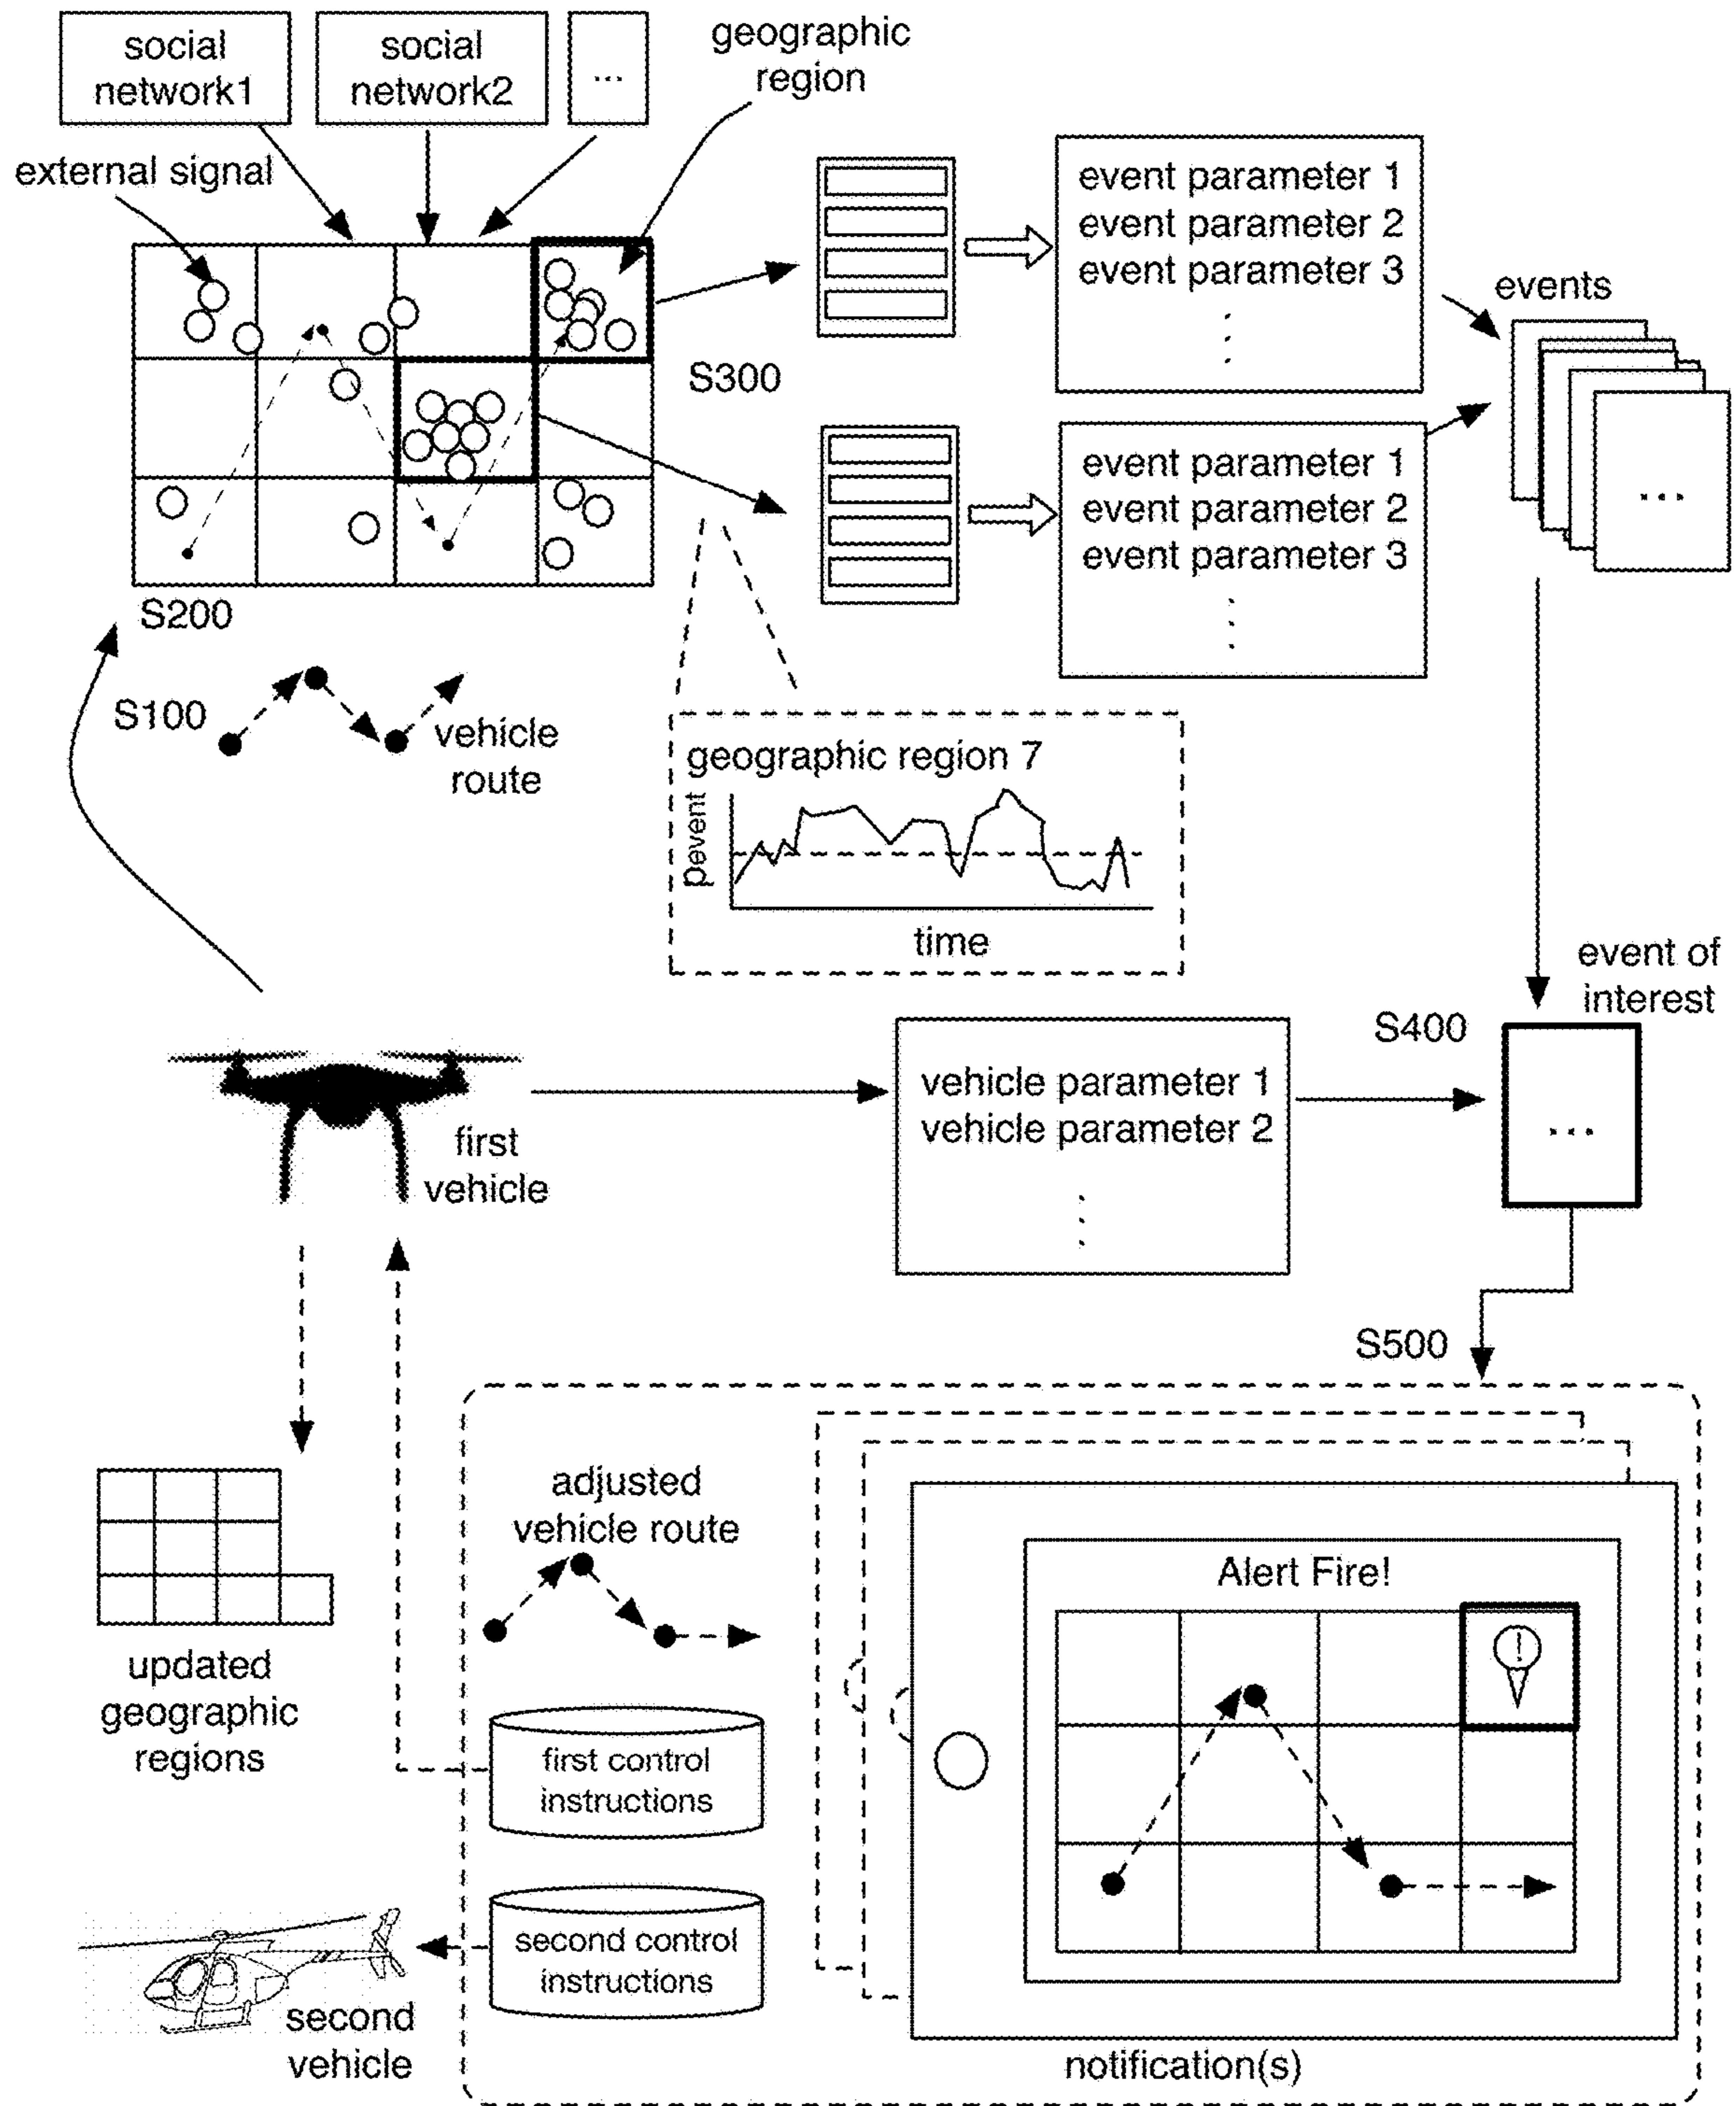 social
network1
social
network2
...
geographic
region
external signal
event parameter 1
event parameter 2
event parameter 3
events
S300
event parameter 1
event parameter 2
event parameter 3
...
S200
S100
vehicle
route
geographic region 7
pevent
time
event of
interest
S400
...
vehicle parameter 1
vehicle parameter 2
first
vehicle
S500
adjusted
vehicle route
Alert Fire!
!
updated
geographic
regions
first control
instructions
second control
instructions
second
vehicle
notification(s)